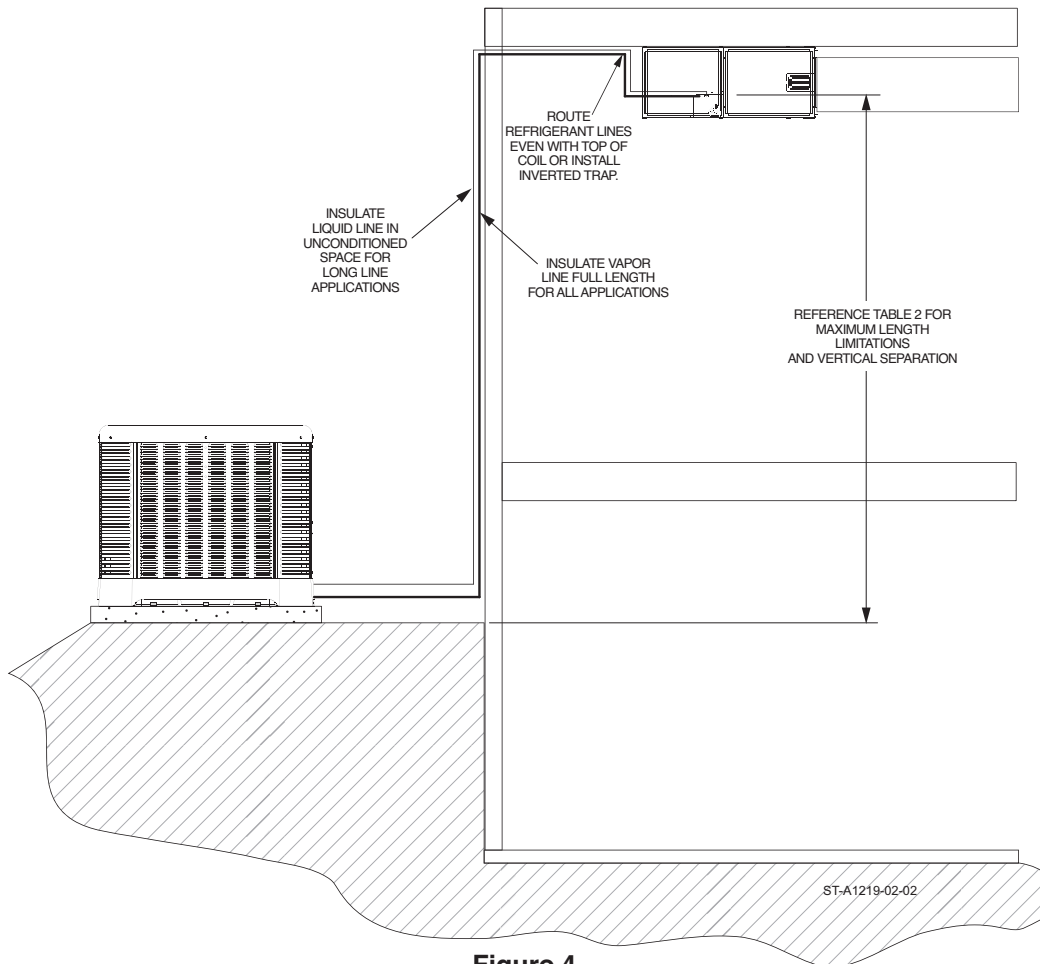 ROUTE
REFRIGERANT LINES
EVEN WITH TOP OF
COIL OR INSTALL
INVERTED TRAP.
INSULATE
LIQUID LINE IN
UNCONDITIONED
SPACE FOR
LONG LINE
APPLICATIONS
INSULATE VAPOR
LINE FULL LENGTH
FOR ALL APPLICATIONS
REFERENCE TABLE 2 FOR
MAXIMUM LENGTH
LIMITATIONS
AND VERTICAL SEPARATION
ST-A1219-02-02
Figure 4